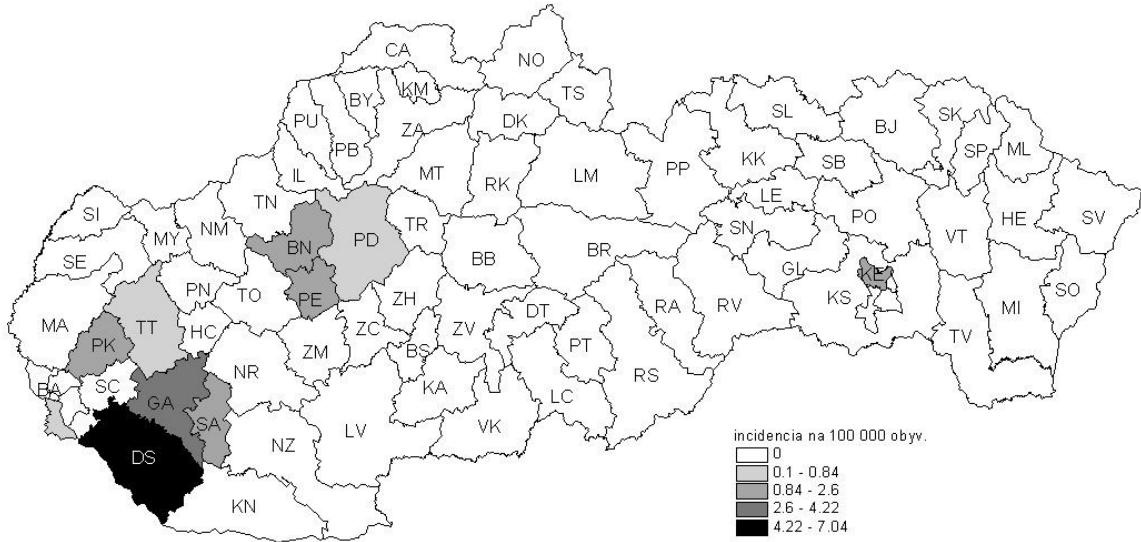 CA
NO
KM
BY
TS
PU
DK
ZA
PB
SL
SK
BJ
SP
ML
IL
MT
RK
LM
PP
KK
SB
TN
LE
SI
NM
MY
BN
PD
TR
SN
PO
HE
SV
SE
BB
BR
VT
PN
TO
PE
ZH
GL
KE
SO
MA
TT
HC
KS
MI
PK
ZC
DT
RA
RV
ZM
BS
ZV
PT
TV
BA
SC
NR
KA
RS
GA
LC
SA
LV
VK
DS
NZ
KN
incidencia na 100 000 obyv.
0
0.1 - 0.84
0.84 - 2.6
2.6 - 4.22
4.22 - 7.04